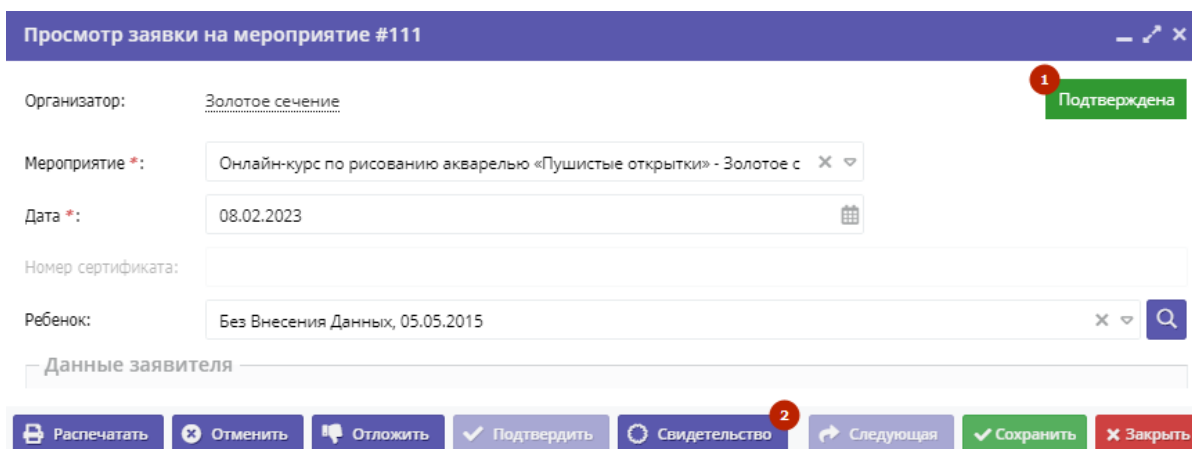 Просмотр заявки на мероприятие #111
1
Организатор: Золотое сечение Подтверждена
Мероприятие *: Онлайн-курс по рисованию акварелью «Пушистые открытки» - Золотое с
Дата *: 08.02.2023
Номер сертификата:
Ребенок: Без Внесения Данных, 05.05.2015
Данные заявителя
2
Распечатать Отменить Отложить Подтвердить Свидетельство Следующая Сохранить Закрыть